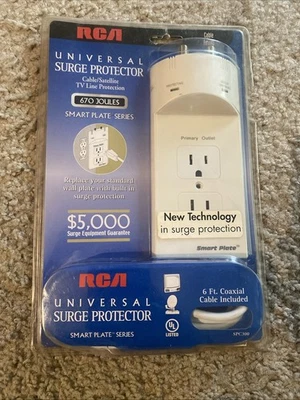 RCA
UNIVERSAL
SURGE PROTECTOR
Cable/Satellite
TV Line Protection
670 JOULES
SMART PLATE SERIES
Replace your standard
wall plate with built in
surge protection
$5,000
Surge Equipment Guarantee
Cable
Primary Outlet
New Technology
in surge protection
Smart Plate™
RCA
UNIVERSAL
SURGE PROTECTOR
SMART PLATE™ SERIES
6 Ft. Coaxial
Cable Included
UL
LISTED